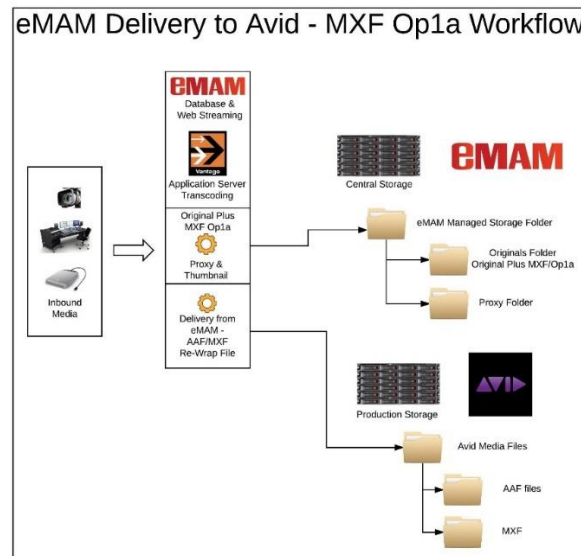 eMAM Delivery to Avid - MXF Op1a Workflow
eMAM
Database &
Web Streaming
Vantage
Application Server
Transcoding
Original Plus
MXF Op1a
Proxy &
Thumbnail
Delivery from
eMAM -
AAF/MXF
Re-Wrap File
Inbound
Media
eMAM
Central Storage
eMAM Managed Storage Folder
Originals Folder
Original Plus MXF/Op1a
Proxy Folder
AVID
Production Storage
Avid Media Files
AAF files
MXF